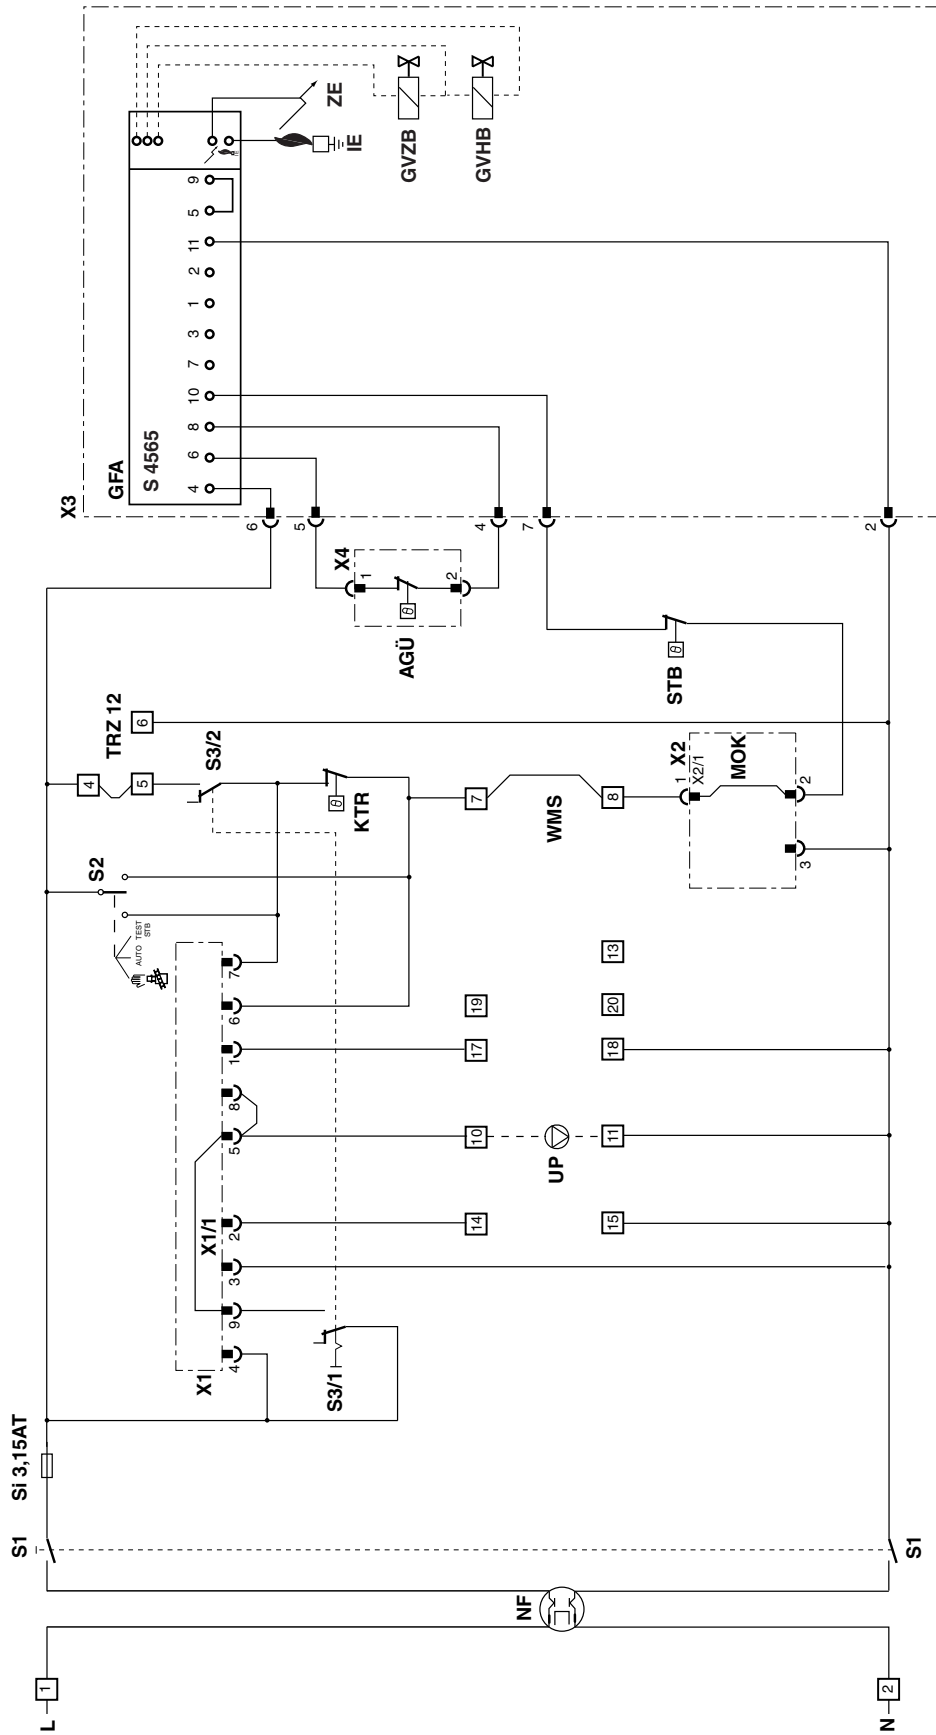 L
1
N
2
NF
S1
S1
Si 3,15AT
X1
4
9
3
2
5
8
1
6
7
X1/1
S3/1
14
15
10
UP
11
17
18
19
20
13
S2
AUTO
TEST
STB
TRZ 12
4
5
6
S3/2
θ
KTR
7
WMS
8
X2
1
X2/1
MOK
2
3
STB
θ
AGÜ
θ
X4
1
2
X3
6
5
4
7
2
GFA
S 4565
4
6
8
10
7
3
1
2
11
5
9
IE
ZE
GVZB
GVHB